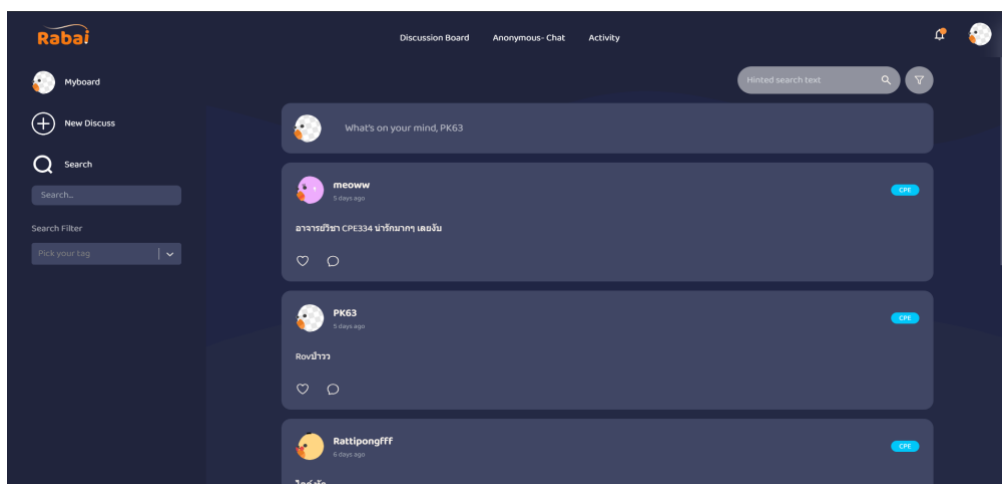 Rabai
Discussion Board Anonymous- Chat Activity
Myboard
New Discuss
Search
Search..
Search Filter
Pick your tag
Hinted search text
What's on your mind, PK63
meoww
5 days ago
CPE
อาจารย์วิชา CPE334 น่ารักมากๆ เลยงับ
PK63
5 days ago
CPE
Rovป่าวว
Rattipongfff
6 days ago
CPE